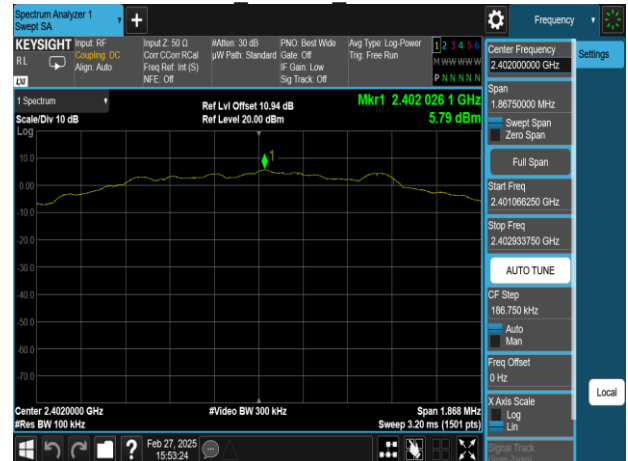 Spectrum Analyzer 1
Swept SA
Frequency
KEYSIGHT
RL
LXI
Input: RF
Coupling: DC
Align: Auto
Input Z: 50 Ω
Corr CCorr RCal
Freq Ref: Int (S)
NFE: Off
#Atten: 30 dB
µW Path: Standard
PNO: Best Wide
Gate: Off
IF Gain: Low
Sig Track: Off
Avg Type: Log-Power
Trig: Free Run
1 2 3 4 5 6
M W W W W W
P N N N N N
1 Spectrum
Scale/Div 10 dB
Log
Ref Lvl Offset 10.94 dB
Ref Level 20.00 dBm
Mkr1 2.402 026 1 GHz
5.79 dBm
1
10.0
0.00
-10.0
-20.0
-30.0
-40.0
-50.0
-60.0
-70.0
Center 2.4020000 GHz
#Res BW 100 kHz
#Video BW 300 kHz
Span 1.868 MHz
Sweep 3.20 ms (1501 pts)
Feb 27, 2025
15:53:24
Center Frequency
2.402000000 GHz
Span
1.86750000 MHz
Swept Span
Zero Span
Full Span
Start Freq
2.401066250 GHz
Stop Freq
2.402933750 GHz
AUTO TUNE
CF Step
186.750 kHz
Auto
Man
Freq Offset
0 Hz
X Axis Scale
Log
Lin
Signal Track
(Span Zoom)
Settings
Local